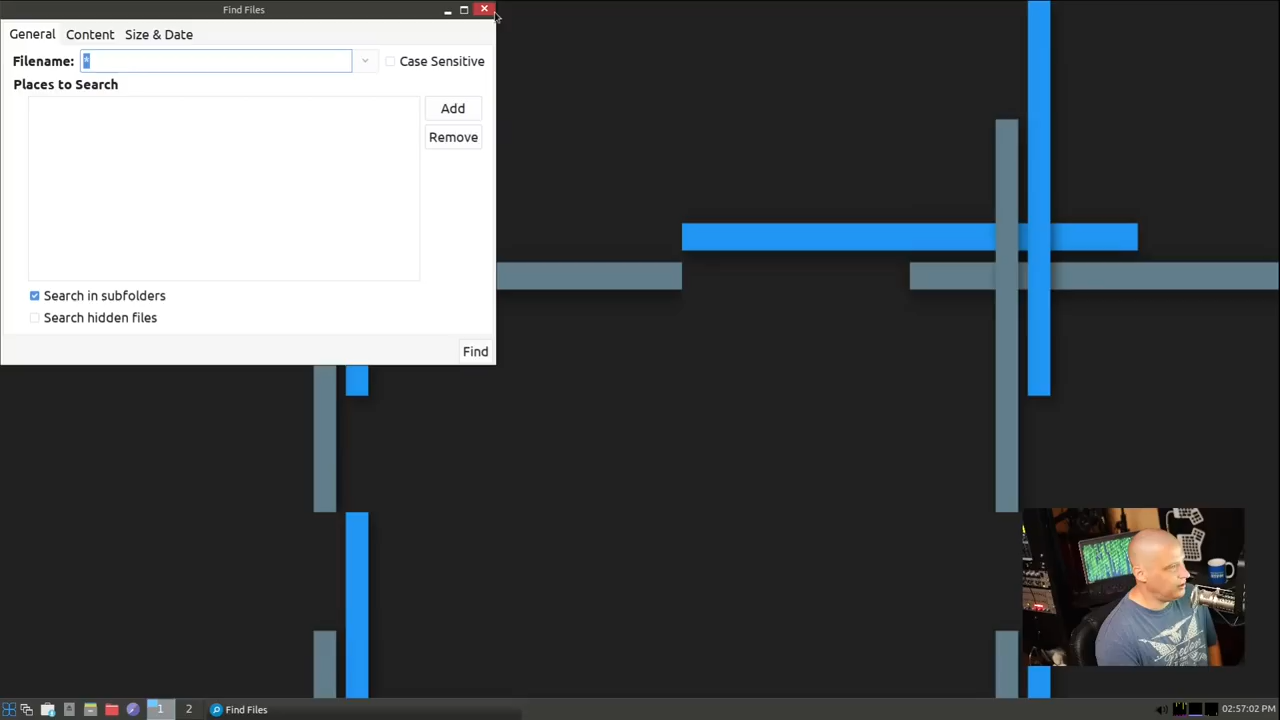 Find Files
General Content Size & Date
Filename: * Case Sensitive
Places to Search
Add
Remove
Search in subfolders
Search hidden files
Find
1 2 Find Files 02:57:02 PM